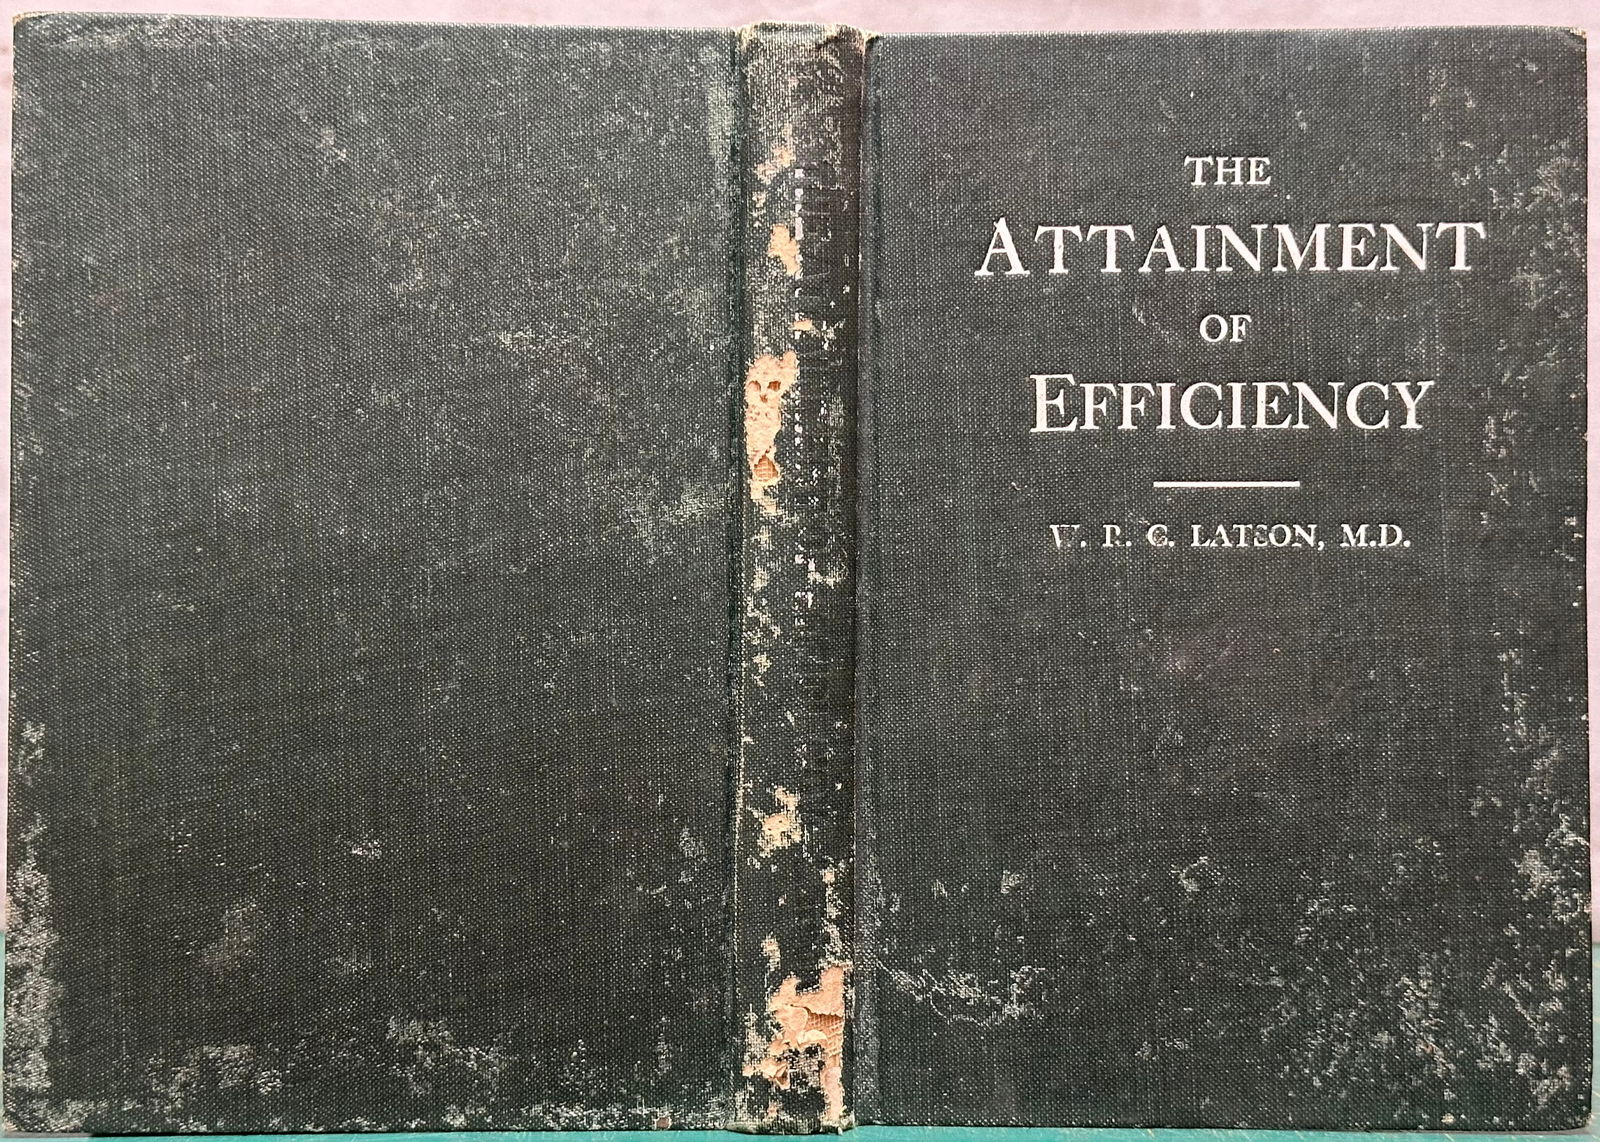 THE
ATTAINMENT
OF
EFFICIENCY
W. R. C. LATSON, M.D.